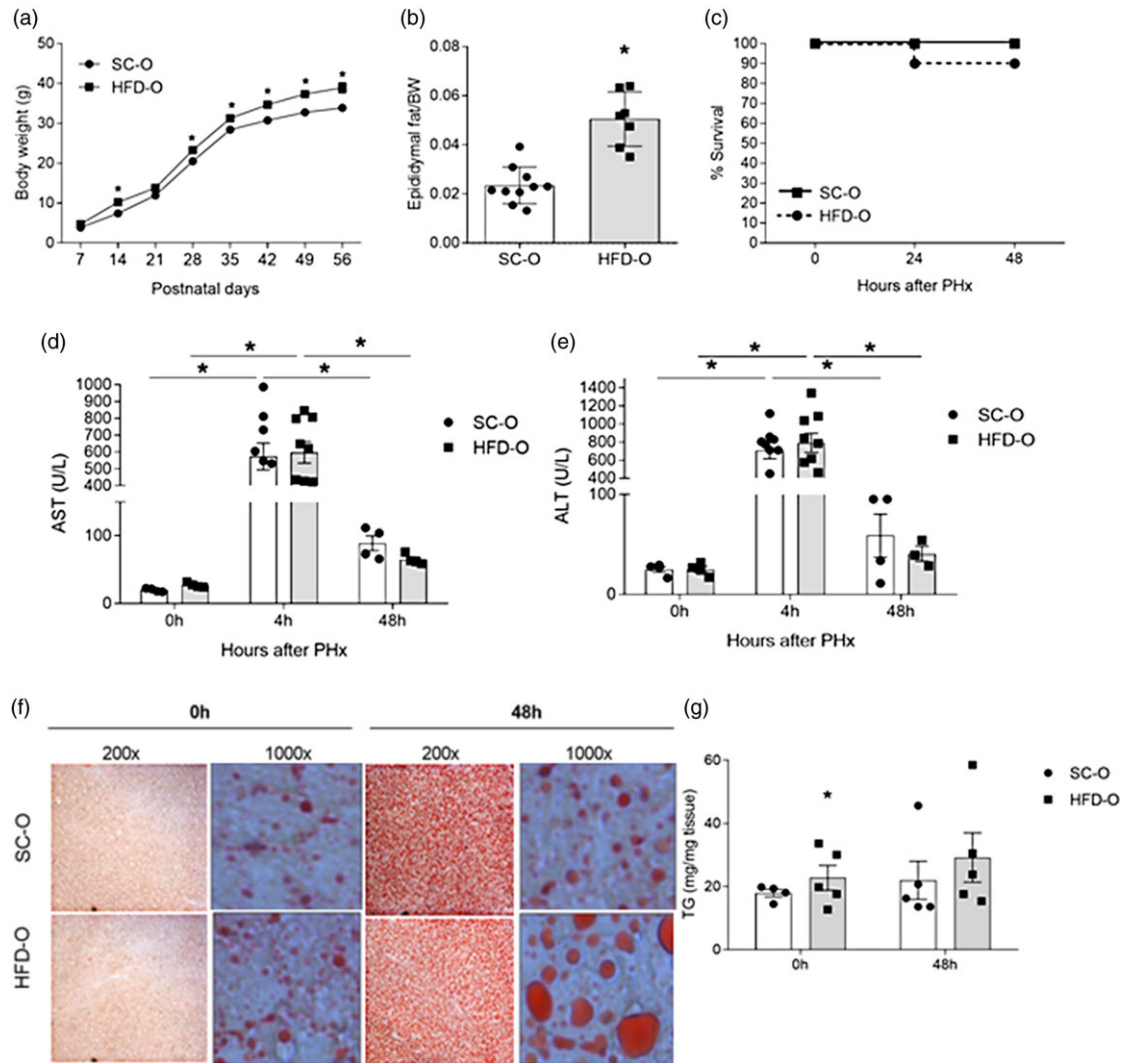 (a)
50
40
30
20
10
0
Body weight (g)
SC-O
HFD-O
* * * * * * *
7 14 21 28 35 42 49 56
Postnatal days
(b)
0.08
0.06
0.04
0.02
0.00
Epididymal fat/BW
*
SC-O HFD-O
(c)
100
90
80
70
60
50
40
30
20
10
0
% Survival
SC-O
HFD-O
0 24 48
Hours after PHx
(d)
* *
* *
1000
900
800
700
600
500
400
100
0
AST (U/L)
SC-O
HFD-O
0h 4h 48h
Hours after PHx
(e)
* *
* *
1400
1200
1000
800
600
400
100
0
ALT (U/L)
SC-O
HFD-O
0h 4h 48h
Hours after PHx
(f)
0h 48h
200x 1000x 200x 1000x
SC-O
HFD-O
(g)
60
40
20
0
TG (mg/mg tissue)
*
SC-O
HFD-O
0h 48h